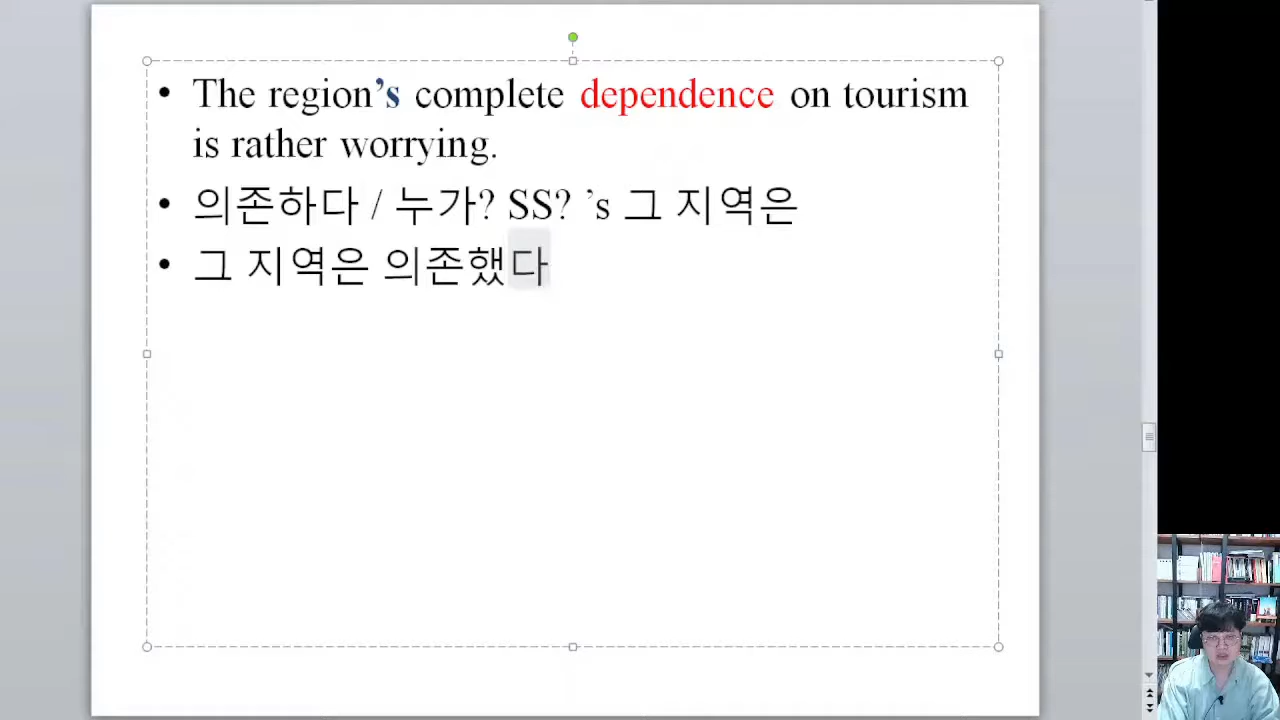 • The region’s complete dependence on tourism
is rather worrying.
• 의존하다 / 누가? SS? ’s 그 지역은
• 그 지역은 의존했다